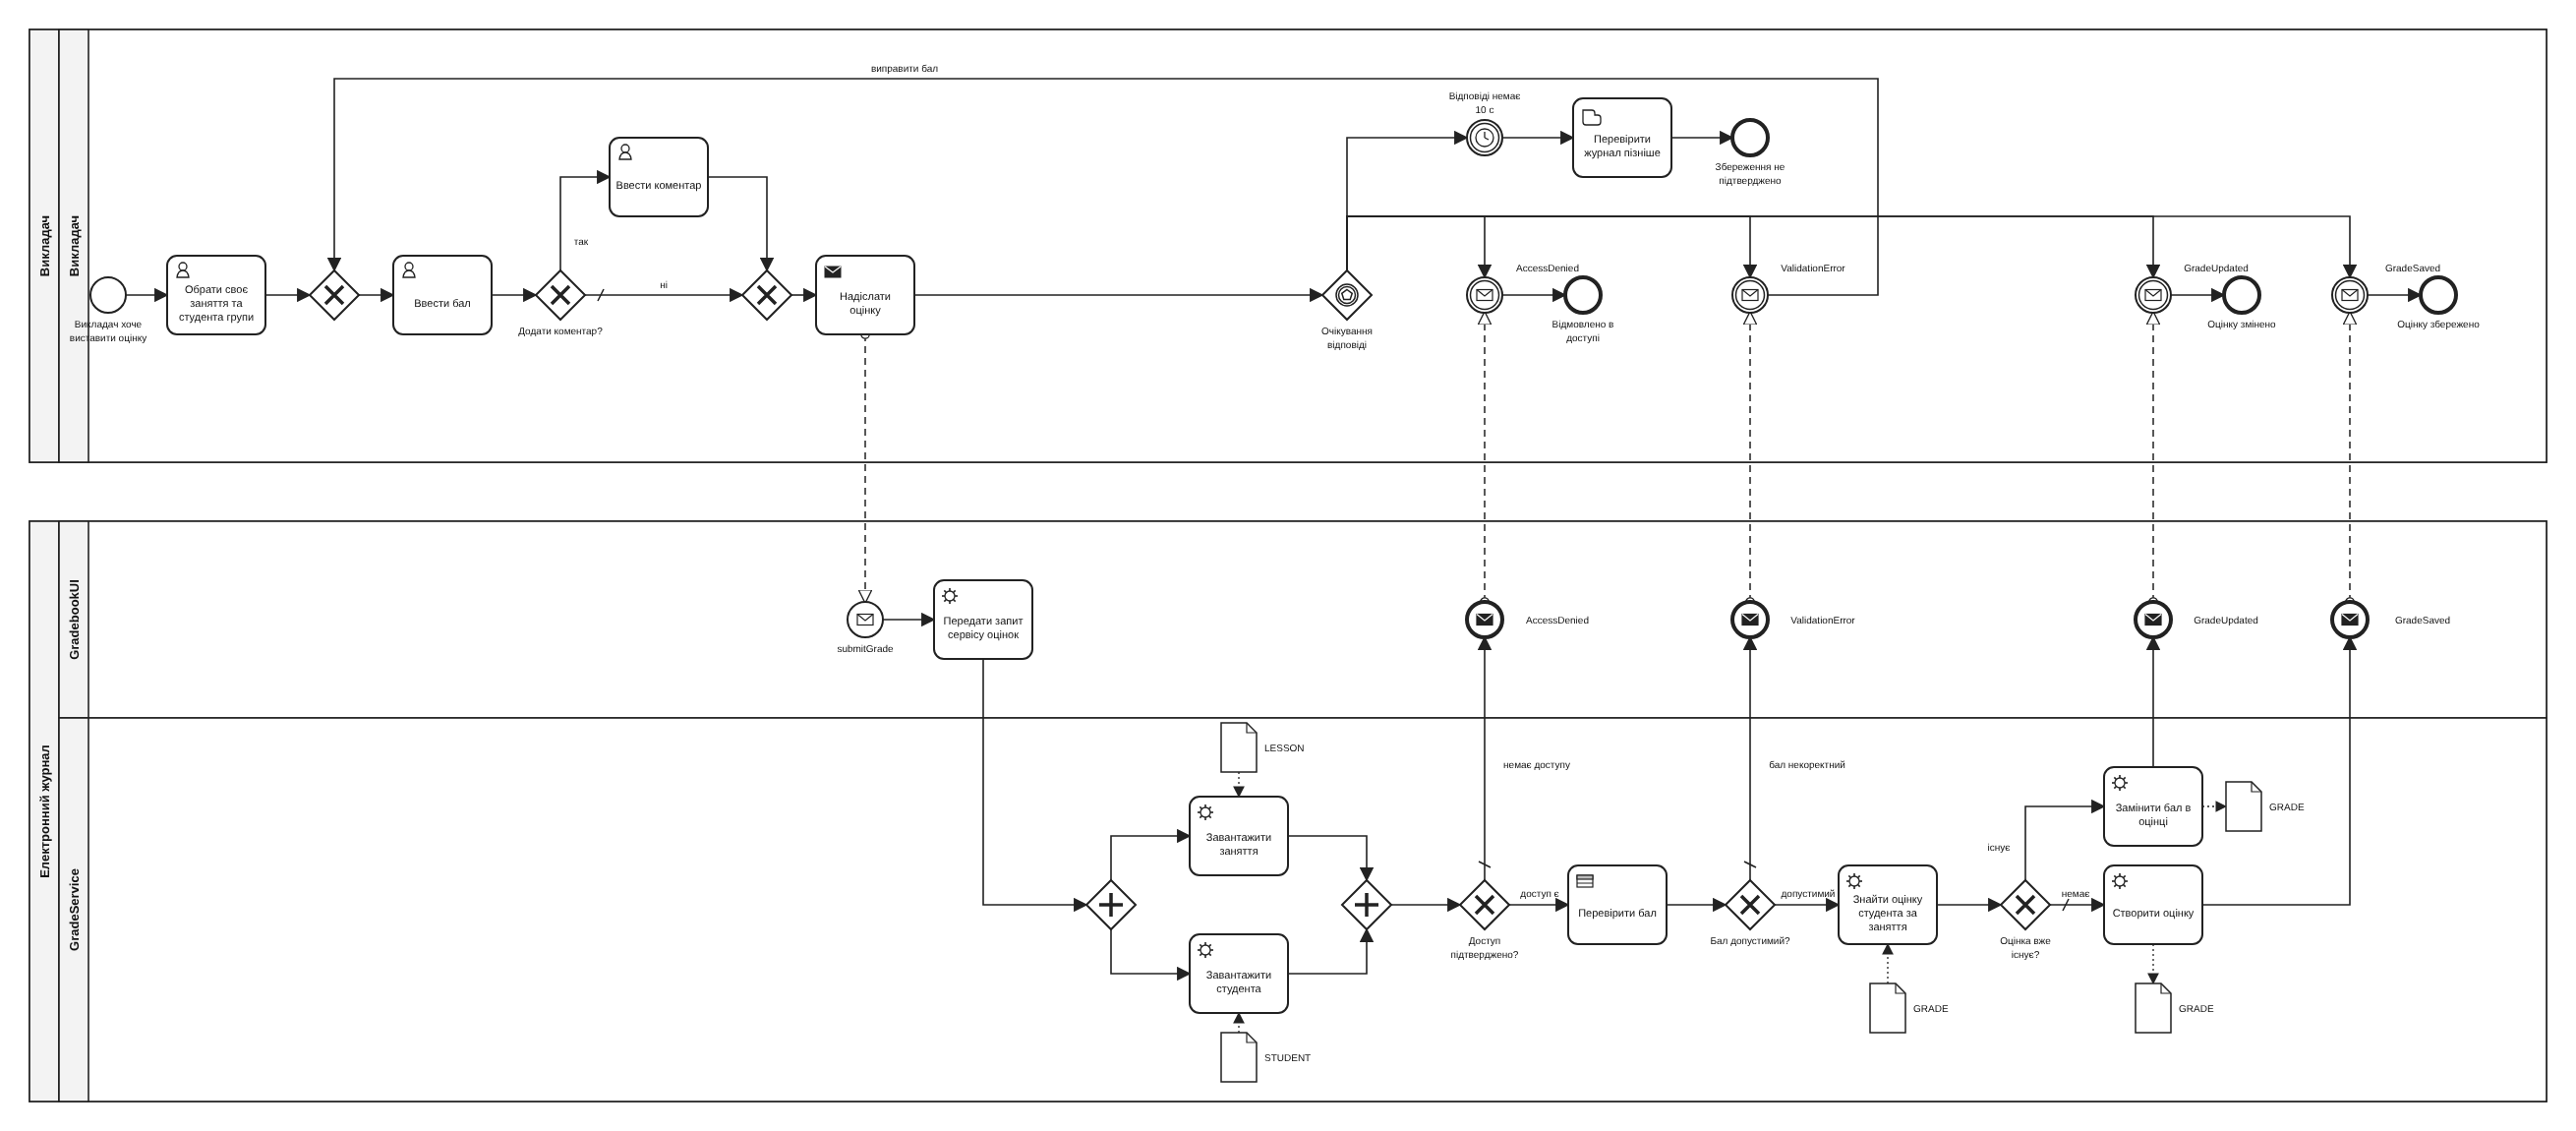 Викладач
Викладач
виправити бал
Викладач хоче
виставити оцінку
Обрати своє
заняття та
студента групи
Ввести бал
Додати коментар?
так
ні
Ввести коментар
Надіслати
оцінку
Очікування
відповіді
Відповіді немає
10 с
Перевірити
журнал пізніше
Збереження не
підтверджено
AccessDenied
Відмовлено в
доступі
ValidationError
GradeUpdated
Оцінку змінено
GradeSaved
Оцінку збережено
Електронний журнал
GradebookUI
submitGrade
Передати запит
сервісу оцінок
AccessDenied
ValidationError
GradeUpdated
GradeSaved
GradeService
LESSON
Завантажити
заняття
Завантажити
студента
STUDENT
немає доступу
Доступ
підтверджено?
доступ є
Перевірити бал
бал некоректний
Бал допустимий?
допустимий
Знайти оцінку
студента за
заняття
GRADE
Оцінка вже
існує?
існує
немає
Замінити бал в
оцінці
GRADE
Створити оцінку
GRADE